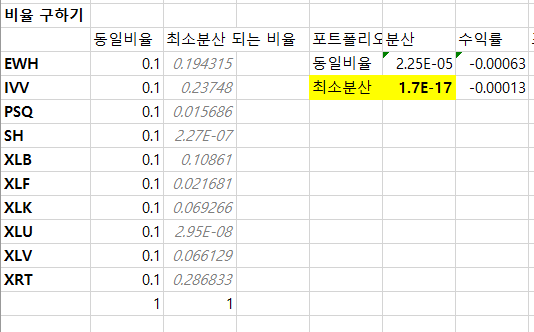 비율 구하기
동일비율 최소분산 되는 비율 포트폴리오 분산 수익률
EWH 0.1 0.194315 동일비율 2.25E-05 -0.00063
IVV 0.1 0.23748 최소분산 1.7E-17 -0.00013
PSQ 0.1 0.015686
SH 0.1 2.27E-07
XLB 0.1 0.10861
XLF 0.1 0.021681
XLK 0.1 0.069266
XLU 0.1 2.95E-08
XLV 0.1 0.066129
XRT 0.1 0.286833
1 1